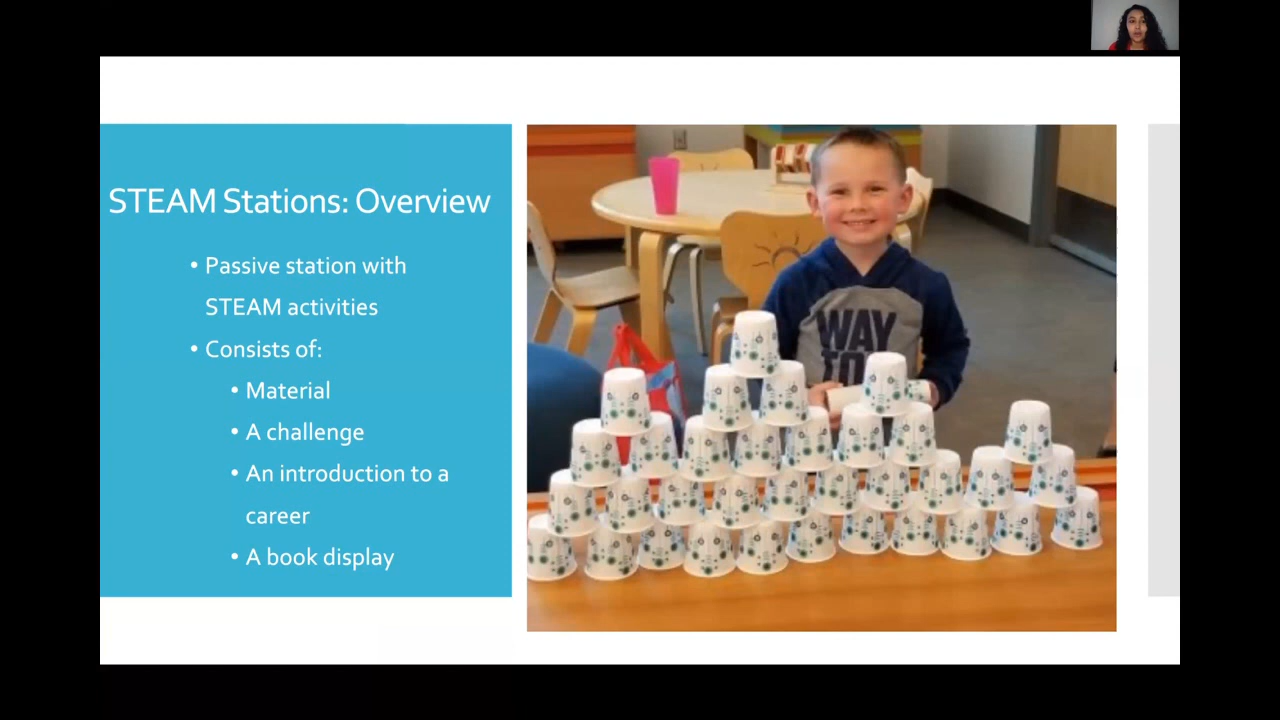 STEAM Stations: Overview
• Passive station with
STEAM activities
• Consists of:
• Material
• A challenge
• An introduction to a
career
• A book display
WAY